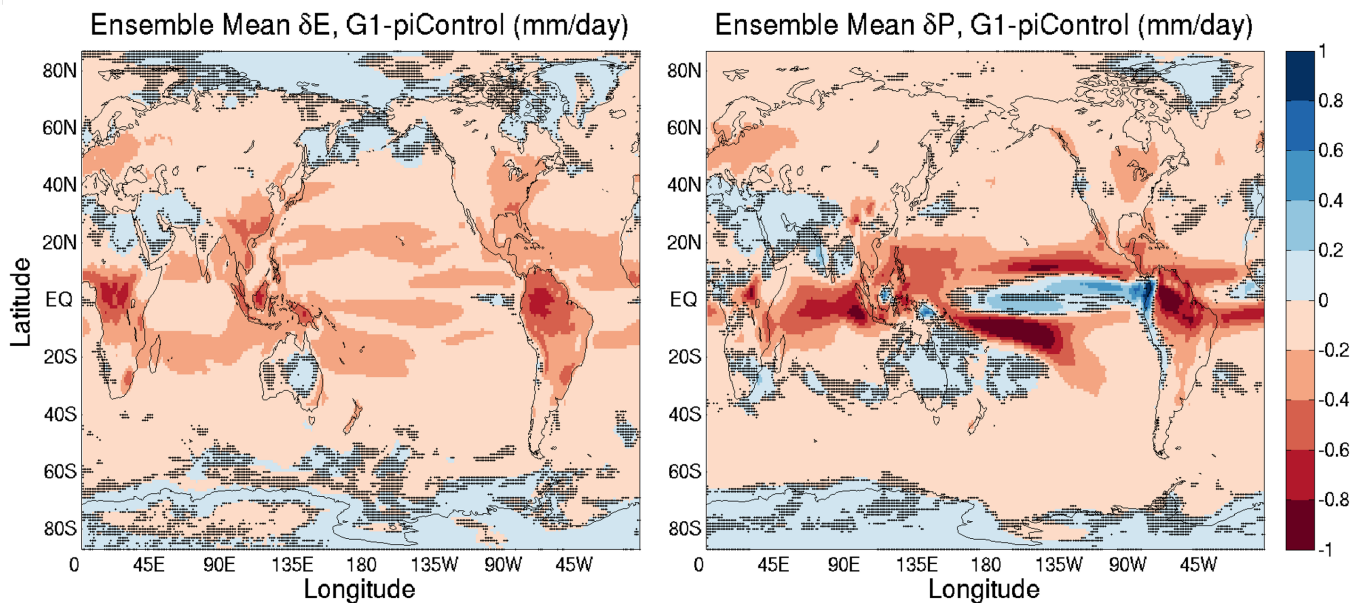 Ensemble Mean δE, G1-piControl (mm/day)
Ensemble Mean δP, G1-piControl (mm/day)
Latitude
80N
60N
40N
20N
EQ
20S
40S
60S
80S
0 45E 90E 135E 180 135W 90W 45W
Longitude
80N
60N
40N
20N
EQ
20S
40S
60S
80S
0 45E 90E 135E 180 135W 90W 45W
Longitude
1
0.8
0.6
0.4
0.2
0
-0.2
-0.4
-0.6
-0.8
-1